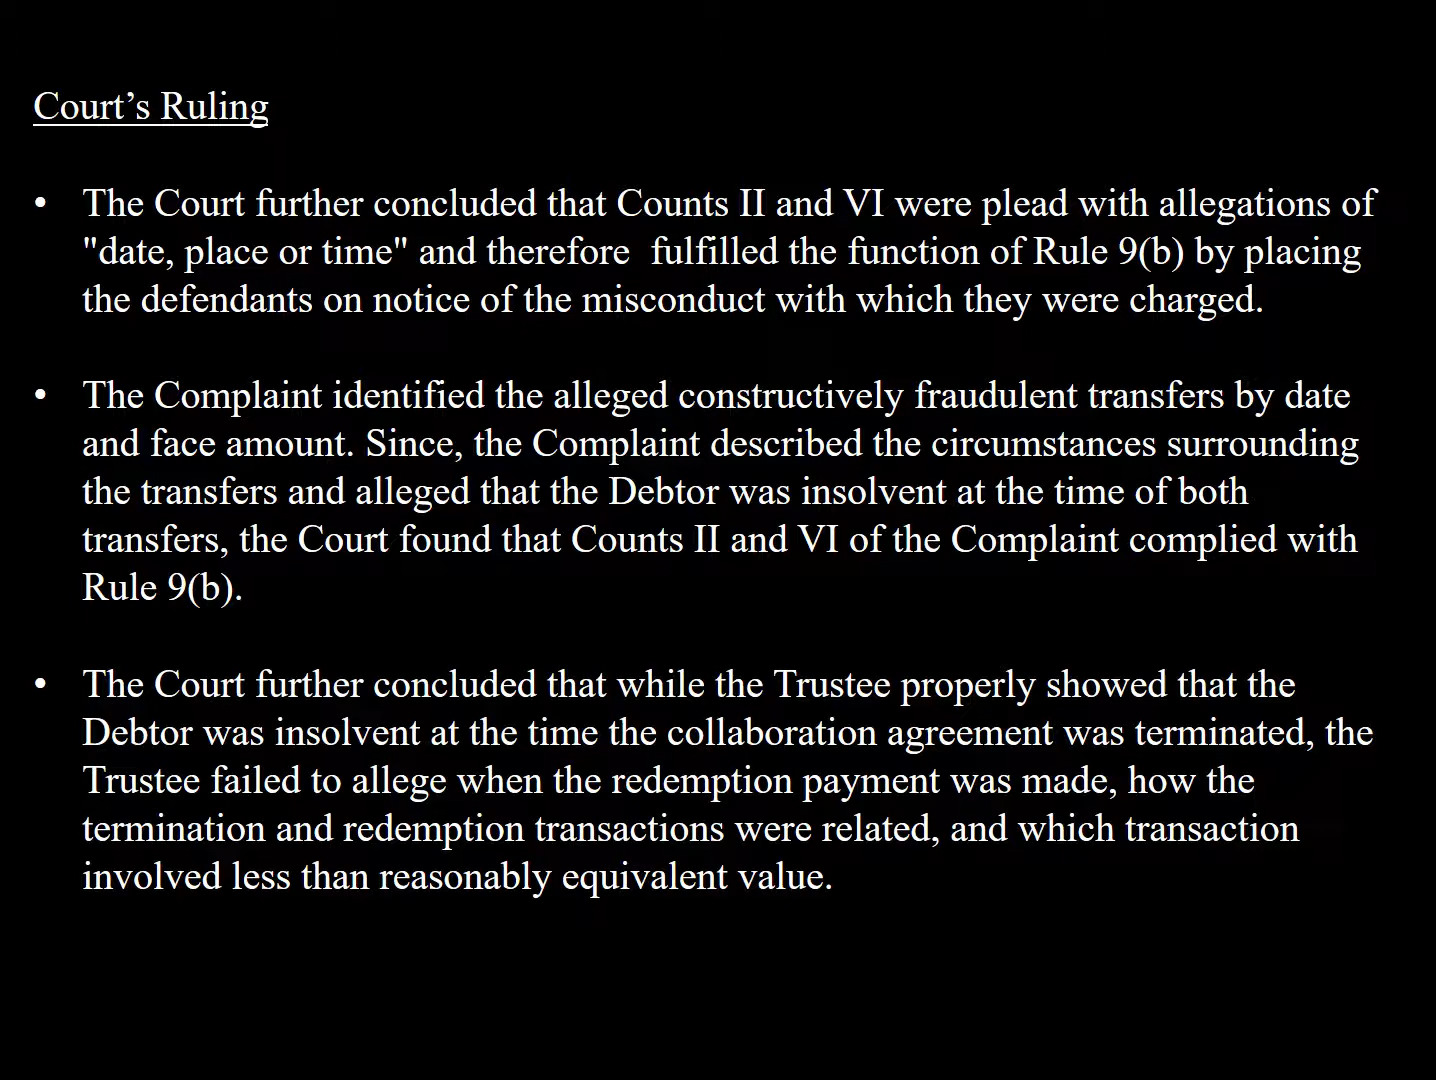 Court’s Ruling
• The Court further concluded that Counts II and VI were plead with allegations of
"date, place or time" and therefore  fulfilled the function of Rule 9(b) by placing
the defendants on notice of the misconduct with which they were charged.
• The Complaint identified the alleged constructively fraudulent transfers by date
and face amount. Since, the Complaint described the circumstances surrounding
the transfers and alleged that the Debtor was insolvent at the time of both
transfers, the Court found that Counts II and VI of the Complaint complied with
Rule 9(b).
• The Court further concluded that while the Trustee properly showed that the
Debtor was insolvent at the time the collaboration agreement was terminated, the
Trustee failed to allege when the redemption payment was made, how the
termination and redemption transactions were related, and which transaction
involved less than reasonably equivalent value.